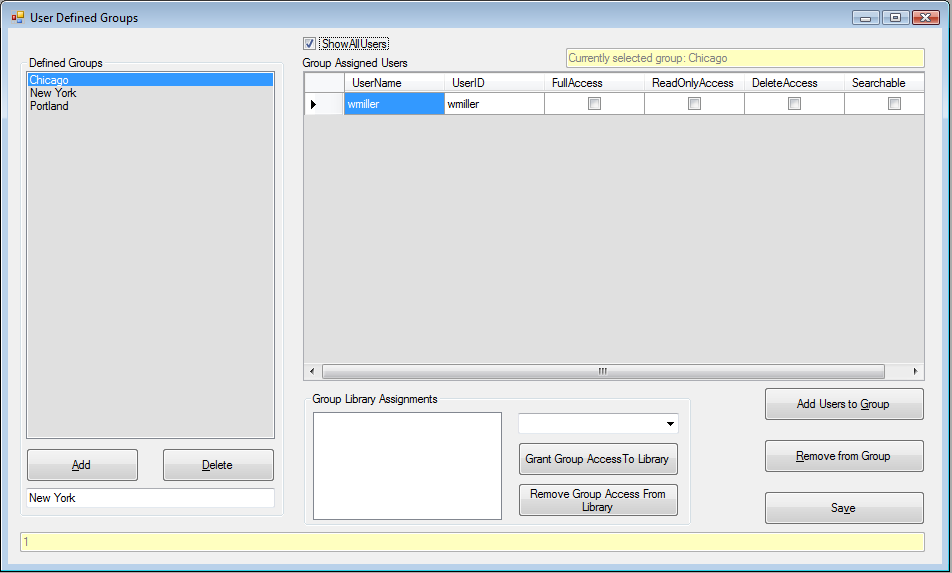 User Defined Groups
ShowAllUsers
Defined Groups
Group Assigned Users
Currently selected group: Chicago
Chicago
New York
Portland
UserName UserID FullAccess ReadOnlyAccess DeleteAccess Searchable
wmiller wmiller
Group Library Assignments
Add Users to Group
Add
Delete
Grant Group AccessTo Library
Remove from Group
New York
Remove Group Access From
Library
Save
1